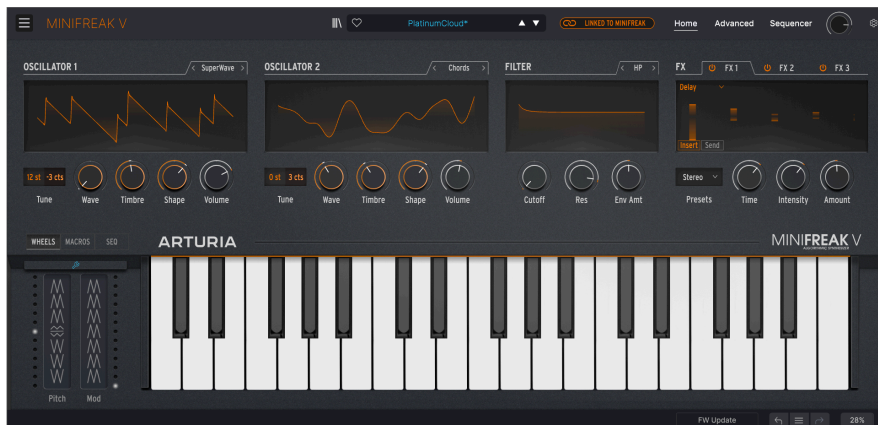 MINIFREAK V
PlatinumCloud*
LINKED TO MINIFREAK
Home Advanced Sequencer
OSCILLATOR 1 < SuperWave >
OSCILLATOR 2 < Chords >
FILTER < HP >
FX FX 1 FX 2 FX 3
Delay
Insert Send
12 st -3 cts
Tune Wave Timbre Shape Volume
0 st 3 cts
Tune Wave Timbre Shape Volume
Cutoff Res Env Amt
Stereo
Presets Time Intensity Amount
WHEELS MACROS SEQ
ARTURIA
MINIFREAK V
ALGORITHMIC SYNTHESIZER
Pitch Mod
FW Update
28%